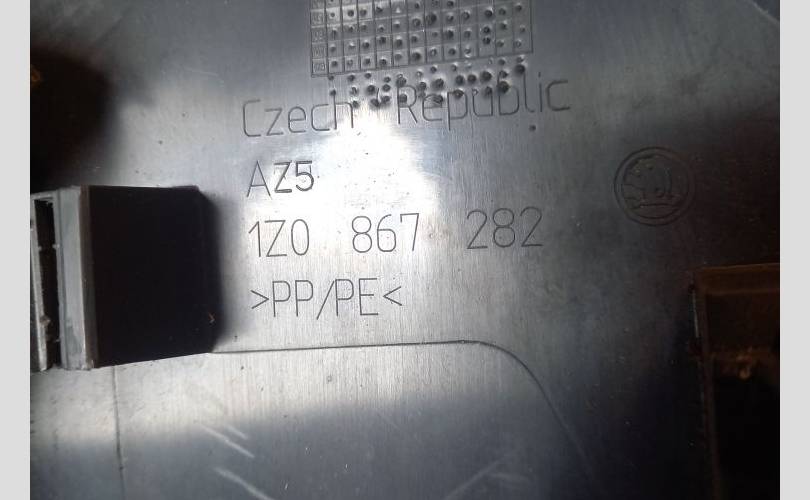 Czech Republic
AZ5
1Z0 867 282
>PP/PE<